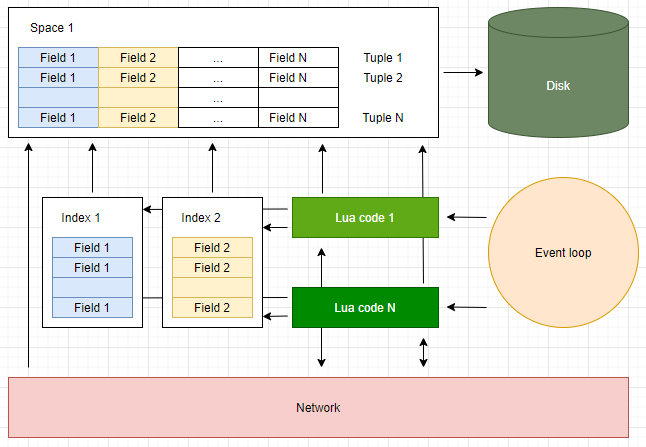 Space 1
Field 1 Field 2 ... Field N Tuple 1
Field 1 Field 2 ... Field N Tuple 2
...
Field 1 Field 2 ... Field N Tuple N
Disk
Index 1
Field 1
Field 1
Field 1
Index 2
Field 2
Field 2
Field 2
Lua code 1
Lua code N
Event loop
Network